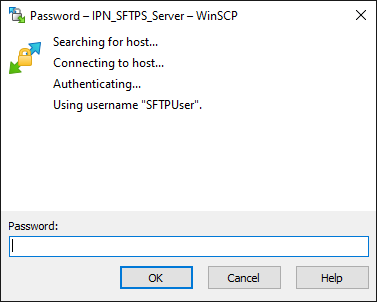 Password – IPN_SFTPS_Server – WinSCP
Searching for host...
Connecting to host...
Authenticating...
Using username "SFTPUser".
Password:
OK Cancel Help